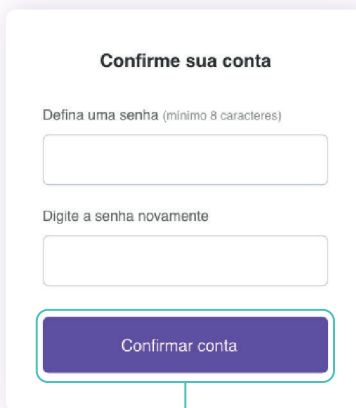 Confirme sua conta
Defina uma senha (mínimo 8 caracteres)
Digite a senha novamente
Confirmar conta